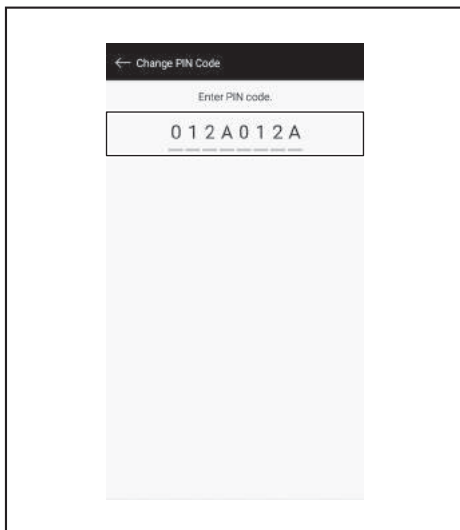 ← Change PIN Code
Enter PIN code.
0 1 2 A 0 1 2 A